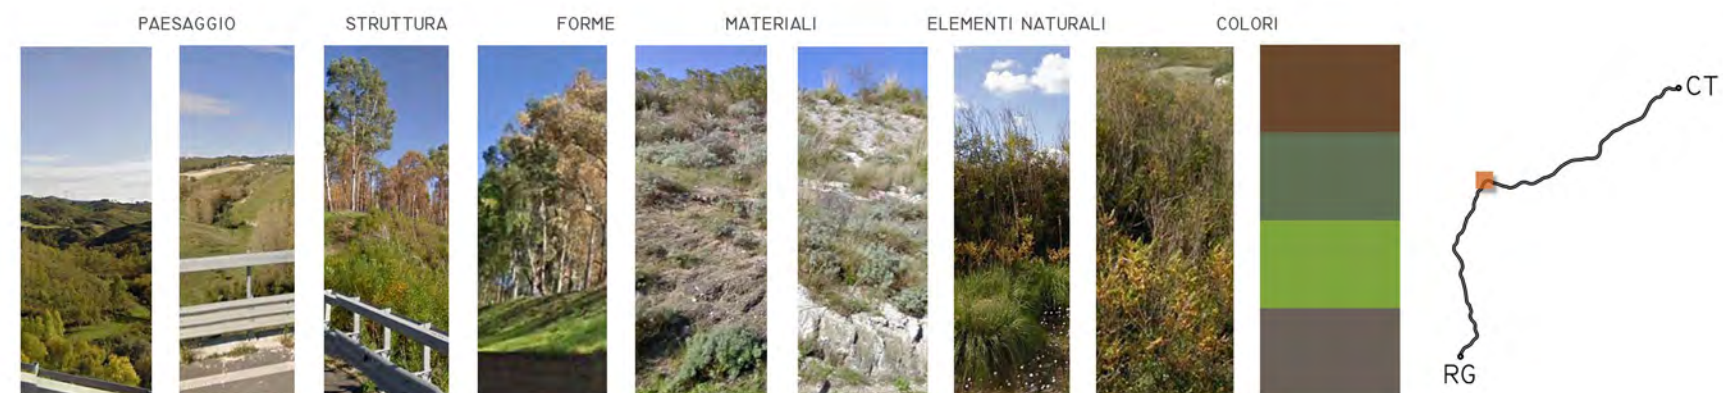 PAESAGGIO STRUTTURA FORME MATERIALI ELEMENTI NATURALI COLORI
CT
RG